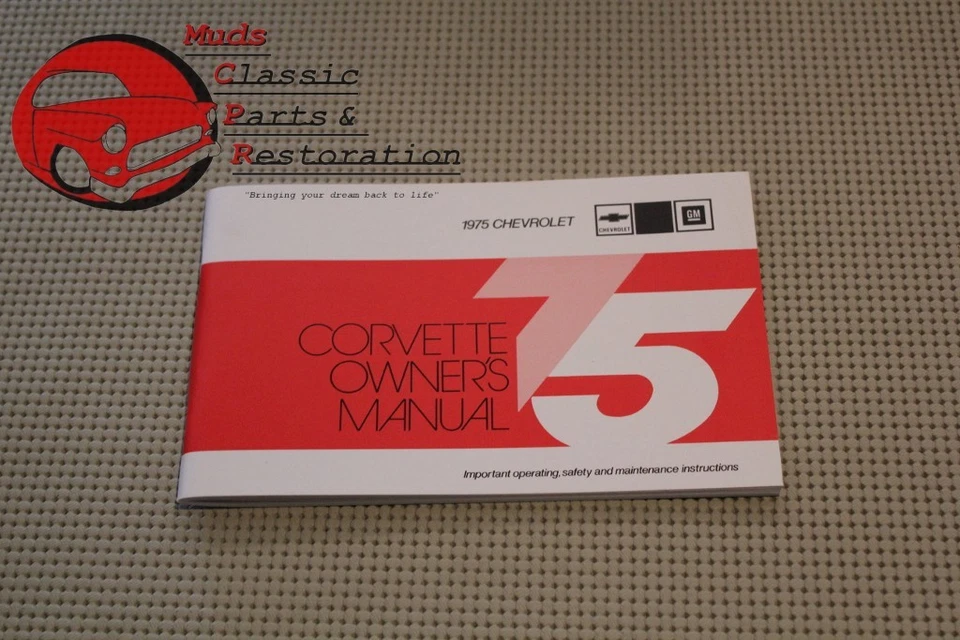 Muds
Classic
Parts &
Restoration
"Bringing your dream back to life"
1975 CHEVROLET
CHEVROLET
GM
75
CORVETTE
OWNER'S
MANUAL
Important operating, safety and maintenance instructions